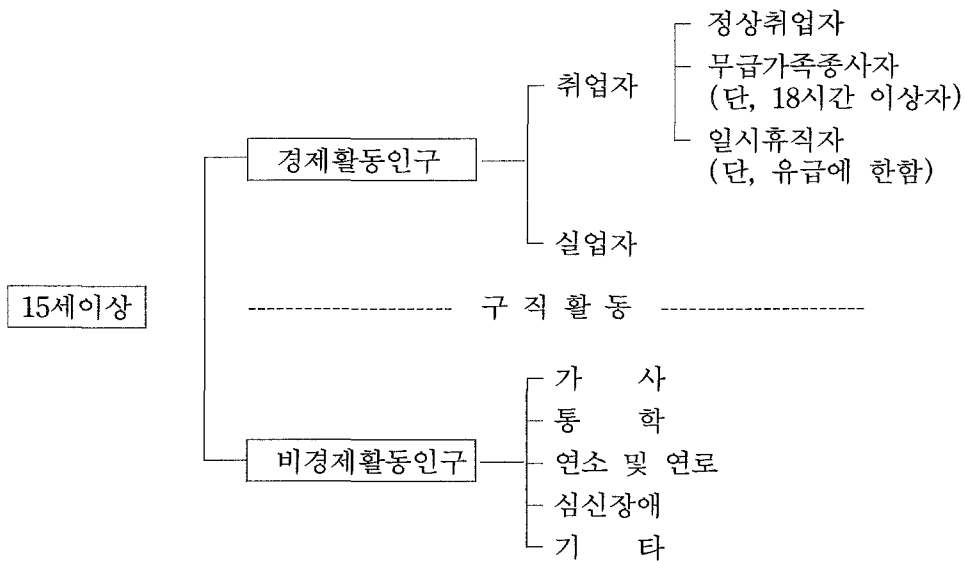 정상취업자
무급가족종사자
(단, 18시간 이상자)
취업자
일시휴직자
(단, 유급에 한함)
경제활동인구
실업자
15세이상
구 직 활 동
가 사
통 학
비경제활동인구
연소 및 연로
심신장애
기 타